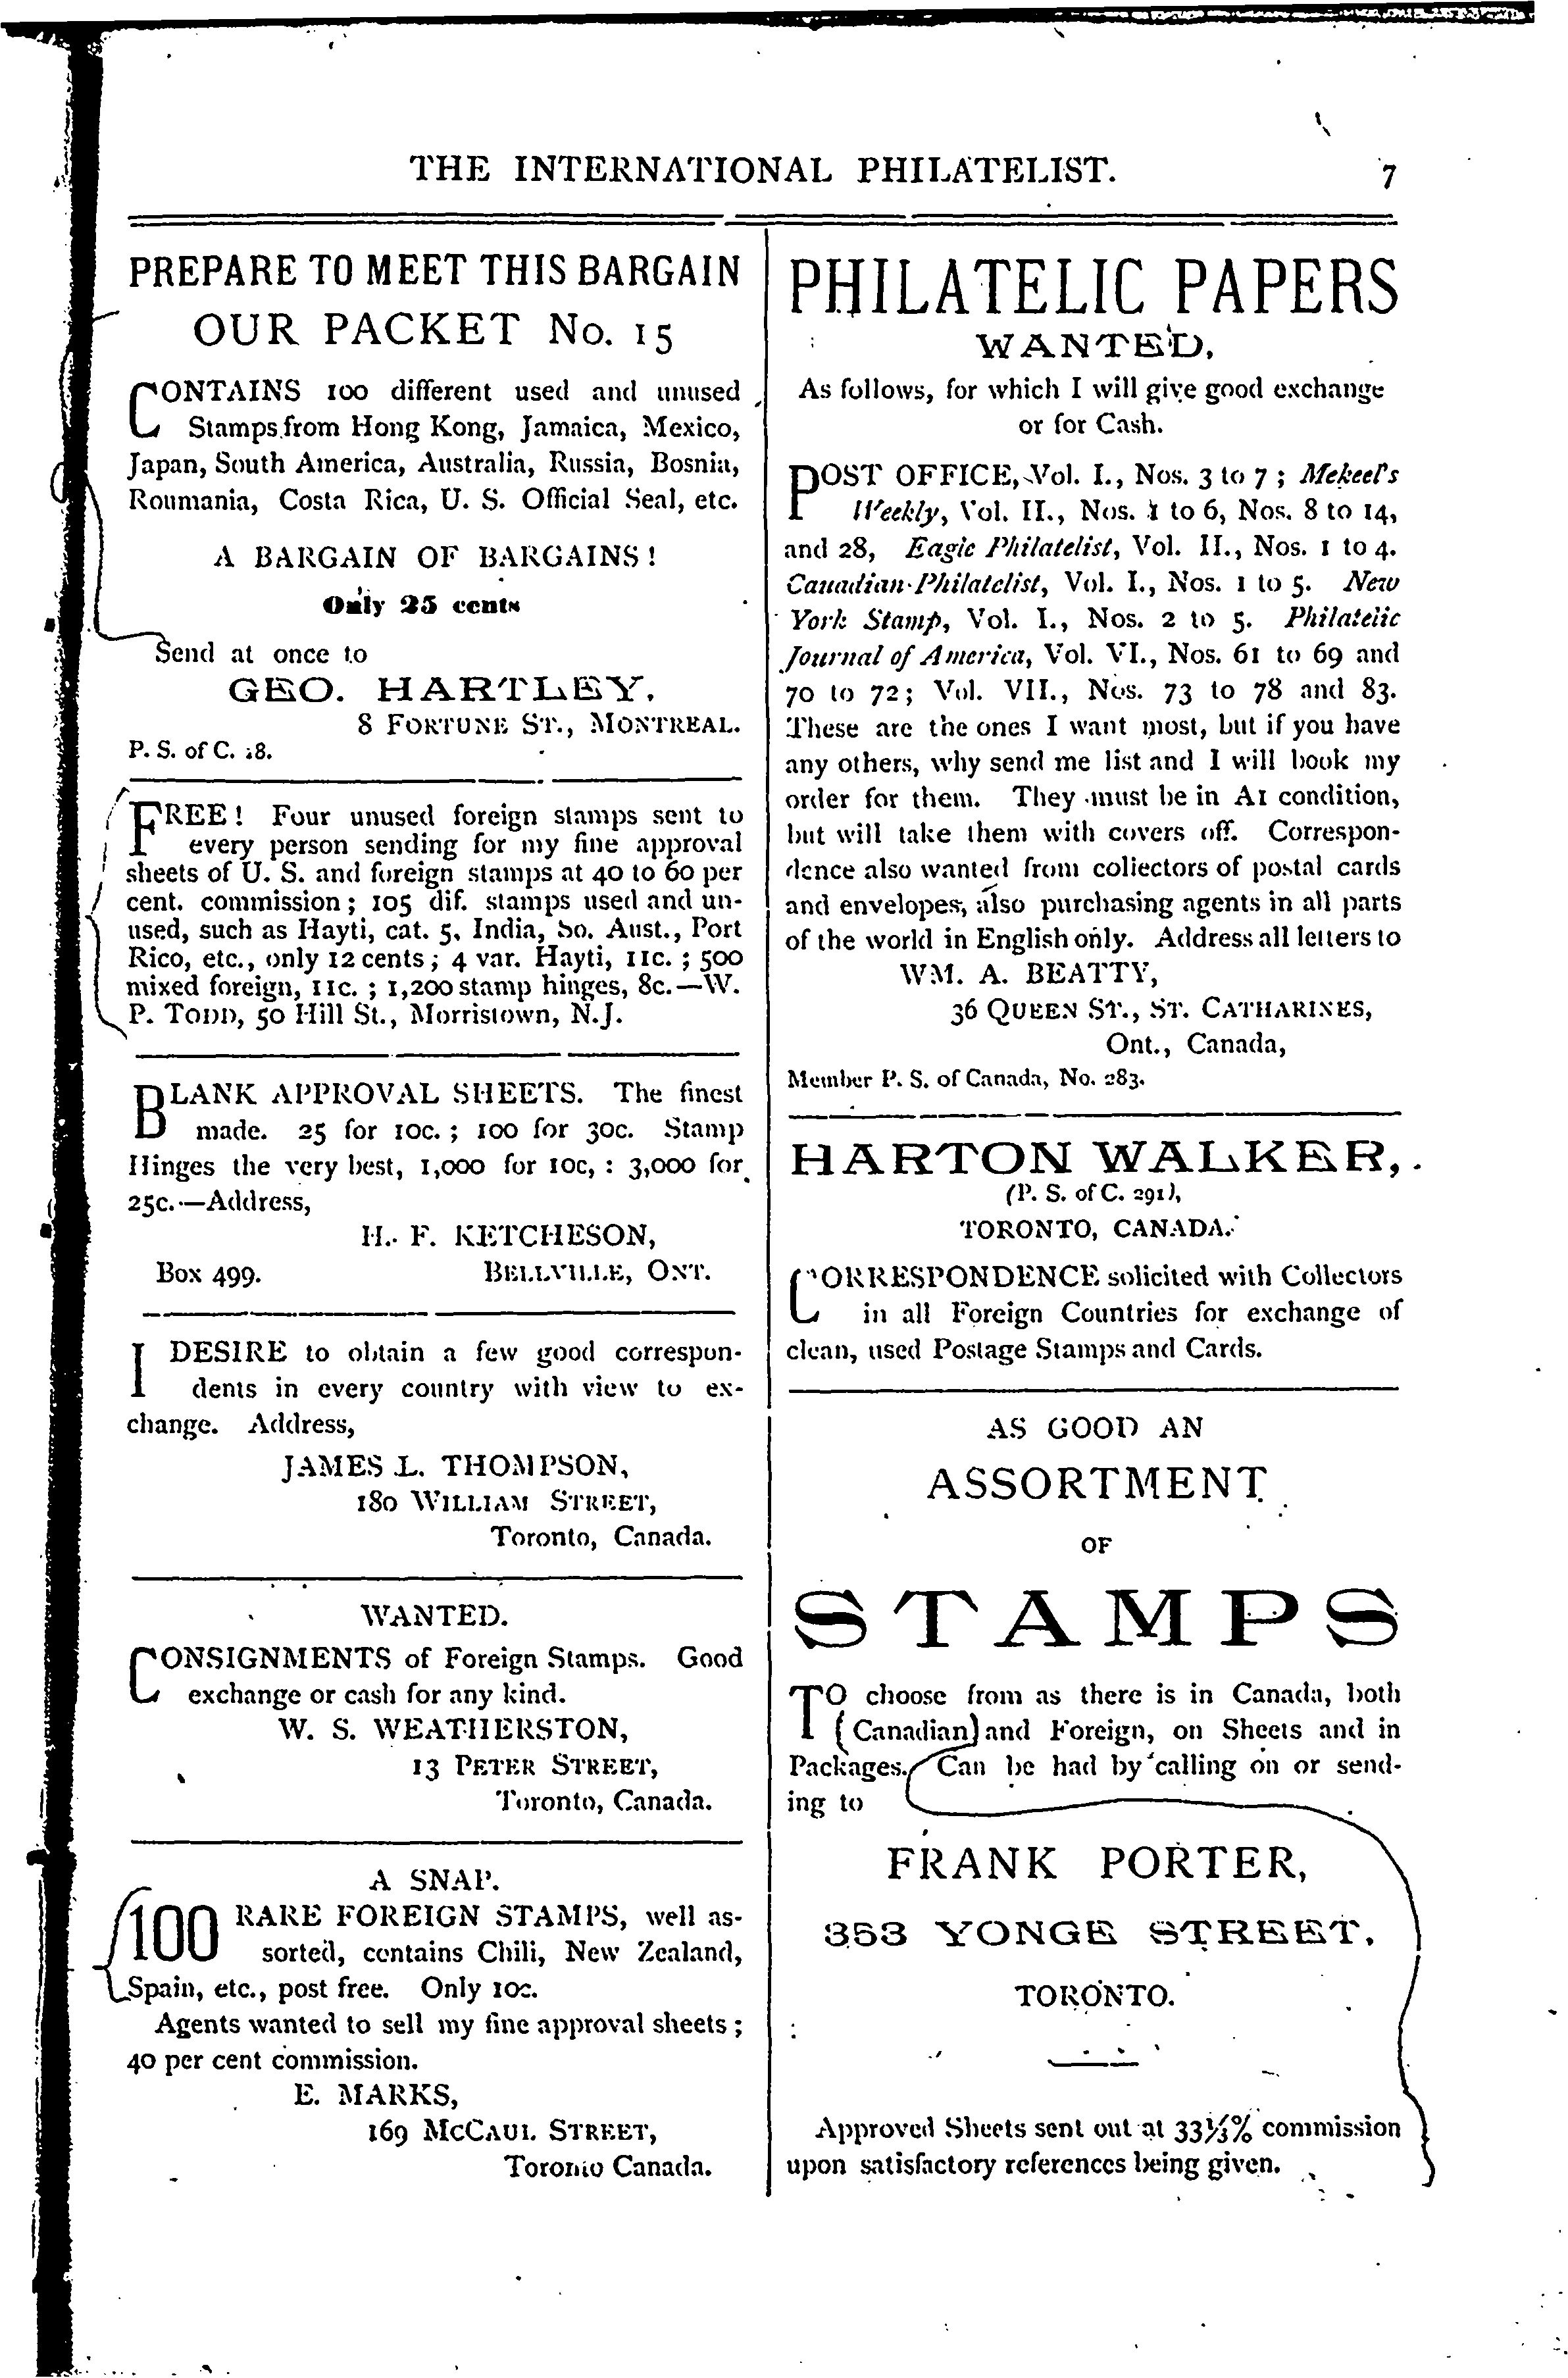 THE INTERNATIONAL PHILATELIST.
7
PREPARE TO MEET THIS BARGAIN
OUR PACKET No. 15
CONTAINS 100 different used and unused
Stamps from Hong Kong, Jamaica, Mexico,
Japan, South America, Australia, Russia, Bosnia,
Roumania, Costa Rica, U. S. Official Seal, etc.
A BARGAIN OF BARGAINS!
Only 25 cents
Send at once to
GEO. HARTLEY,
8 FORTUNE ST., MONTREAL.
P. S. of C. 18.
FREE! Four unused foreign stamps sent to
every person sending for my fine approval
sheets of U. S. and foreign stamps at 40 to 60 per
cent. commission; 105 dif. stamps used and un-
used, such as Hayti, cat. 5, India, So. Aust., Port
Rico, etc., only 12 cents; 4 var. Hayti, 11c.; 500
mixed foreign, 11c.; 1,200 stamp hinges, 8c.—W.
P. TODD, 50 Hill St., Morristown, N.J.
BLANK APPROVAL SHEETS. The finest
made. 25 for 10c.; 100 for 30c. Stamp
Hinges the very best, 1,000 for 10c, : 3,000 for
25c.—Address,
H. F. KETCHESON,
Box 499. BELLVILLE, ONT.
I DESIRE to obtain a few good correspon-
dents in every country with view to ex-
change. Address,
JAMES L. THOMPSON,
180 WILLIAM STREET,
Toronto, Canada.
WANTED.
CONSIGNMENTS of Foreign Stamps. Good
exchange or cash for any kind.
W. S. WEATHERSTON,
13 PETER STREET,
Toronto, Canada.
A SNAP.
100 RARE FOREIGN STAMPS, well as-
sorted, contains Chili, New Zealand,
Spain, etc., post free. Only 10c.
Agents wanted to sell my fine approval sheets;
40 per cent commission.
E. MARKS,
169 MCCAUL STREET,
Toronto Canada.
PHILATELIC PAPERS
WANTED,
As follows, for which I will give good exchange
or for Cash.
POST OFFICE, Vol. I., Nos. 3 to 7; Mekeel's
Weekly, Vol. II., Nos. 1 to 6, Nos. 8 to 14,
and 28, Eagle Philatelist, Vol. II., Nos. 1 to 4.
Canadian Philatelist, Vol. I., Nos. 1 to 5. New
York Stamp, Vol. I., Nos. 2 to 5. Philatelic
Journal of America, Vol. VI., Nos. 61 to 69 and
70 to 72; Vol. VII., Nos. 73 to 78 and 83.
These are the ones I want most, but if you have
any others, why send me list and I will book my
order for them. They must be in A1 condition,
but will take them with covers off. Correspon-
dence also wanted from collectors of postal cards
and envelopes, also purchasing agents in all parts
of the world in English only. Address all letters to
WM. A. BEATTY,
36 QUEEN ST., ST. CATHARINES,
Ont., Canada,
Member P. S. of Canada, No. 283.
HARTON WALKER,
(P. S. of C. 291),
TORONTO, CANADA.
CORRESPONDENCE solicited with Collectors
in all Foreign Countries for exchange of
clean, used Postage Stamps and Cards.
AS GOOD AN
ASSORTMENT
OF
STAMPS
TO choose from as there is in Canada, both
(Canadian) and Foreign, on Sheets and in
Packages. Can be had by calling on or send-
ing to
FRANK PORTER,
353 YONGE STREET,
TORONTO.
Approved Sheets sent out at 33⅓% commission
upon satisfactory references being given.